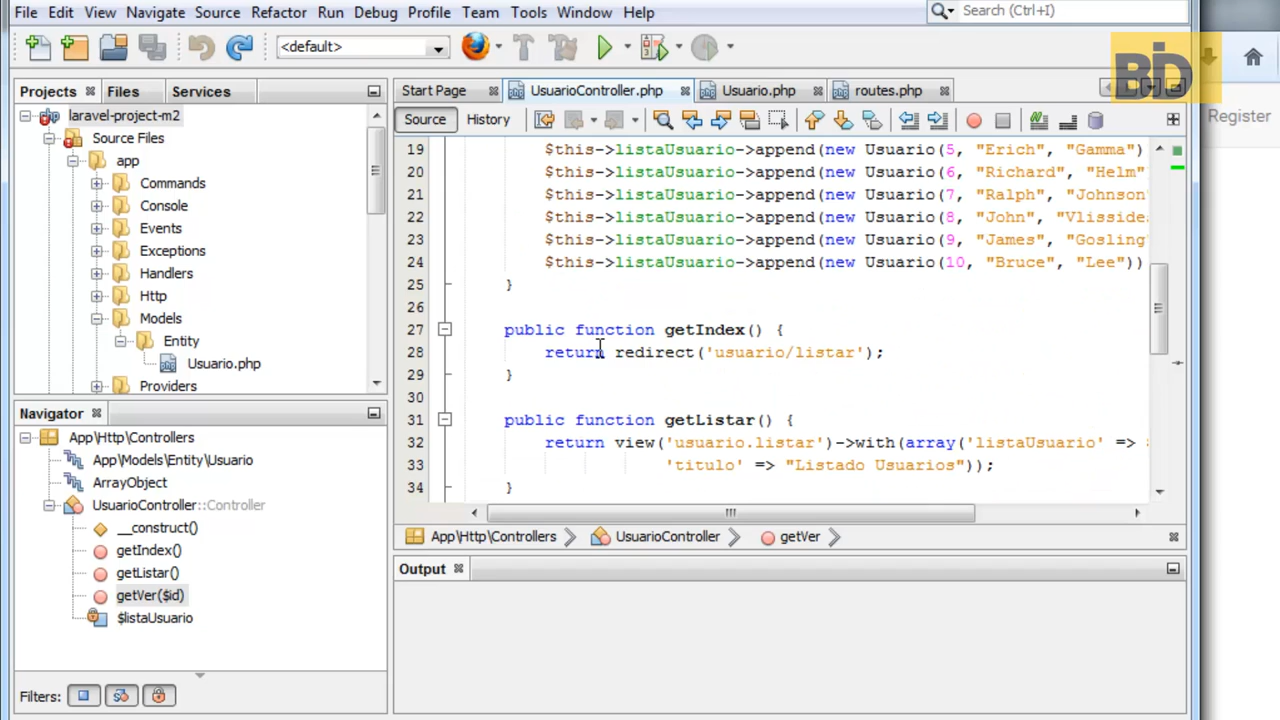 File Edit View Navigate Source Refactor Run Debug Profile Team Tools Window Help
Search (Ctrl+I)
<default>
BID
Register
Projects Files Services
laravel-project-m2
Source Files
app
Commands
Console
Events
Exceptions
Handlers
Http
Models
Entity
Usuario.php
Providers
Navigator
App\Http\Controllers
App\Models\Entity\Usuario
ArrayObject
UsuarioController::Controller
__construct()
getIndex()
getListar()
getVer($id)
$listaUsuario
Filters:
Start Page UsuarioController.php Usuario.php routes.php
Source History
19 $this->listaUsuario->append(new Usuario(5, "Erich", "Gamma")
20 $this->listaUsuario->append(new Usuario(6, "Richard", "Helm"
21 $this->listaUsuario->append(new Usuario(7, "Ralph", "Johnson
22 $this->listaUsuario->append(new Usuario(8, "John", "Vlisside
23 $this->listaUsuario->append(new Usuario(9, "James", "Gosling
24 $this->listaUsuario->append(new Usuario(10, "Bruce", "Lee"))
25 }
26
27 public function getIndex() {
28 return redirect('usuario/listar');
29 }
30
31 public function getListar() {
32 return view('usuario.listar')->with(array('listaUsuario' =>
33 'titulo' => "Listado Usuarios"));
34 }
App\Http\Controllers UsuarioController getVer
Output